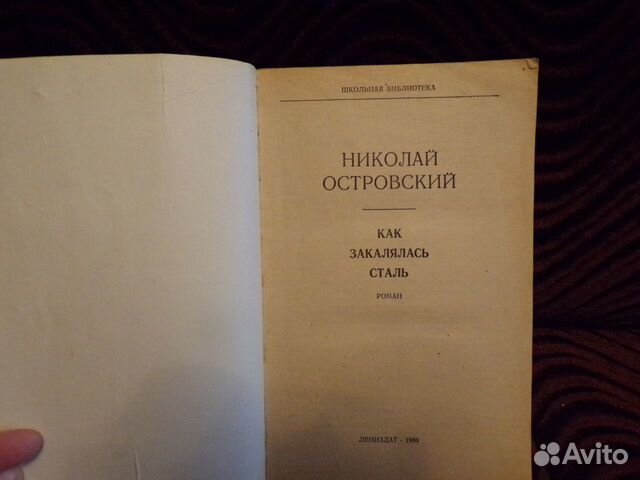 ШКОЛЬНАЯ БИБЛИОТЕКА
НИКОЛАЙ
ОСТРОВСКИЙ
КАК
ЗАКАЛЯЛАСЬ
СТАЛЬ
РОМАН
ЛЕНИЗДАТ · 1980
Avito